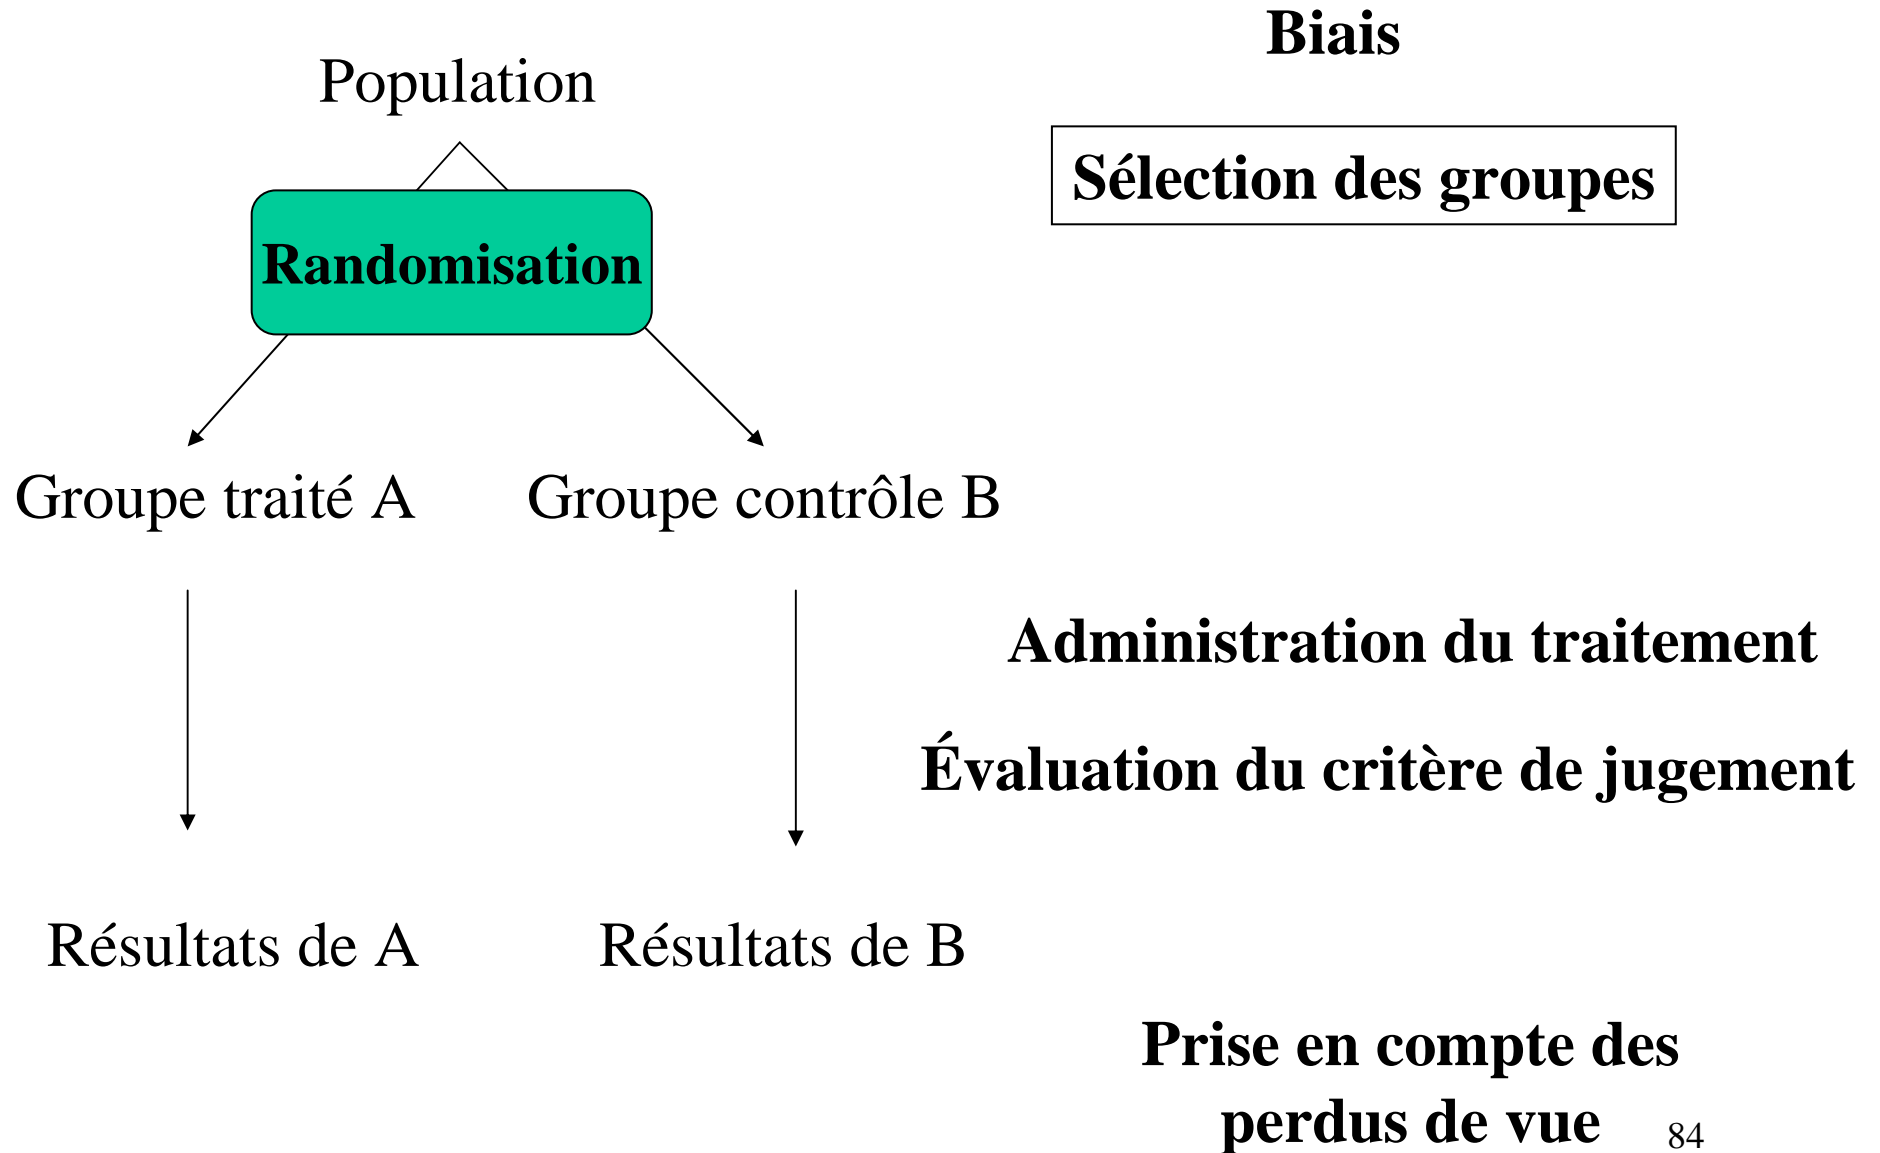 Biais
Population
Sélection des groupes
Randomisation
Groupe traité A
Groupe contrôle B
Administration du traitement
Évaluation du critère de jugement
Résultats de A
Résultats de B
Prise en compte des
perdus de vue
84